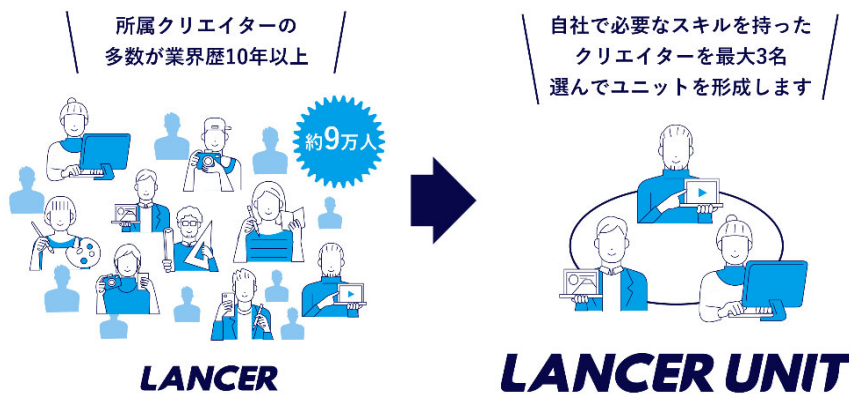 所属クリエイターの
多数が業界歴10年以上
約9万人
LANCER
自社で必要なスキルを持った
クリエイターを最大3名
選んでユニットを形成します
LANCER UNIT